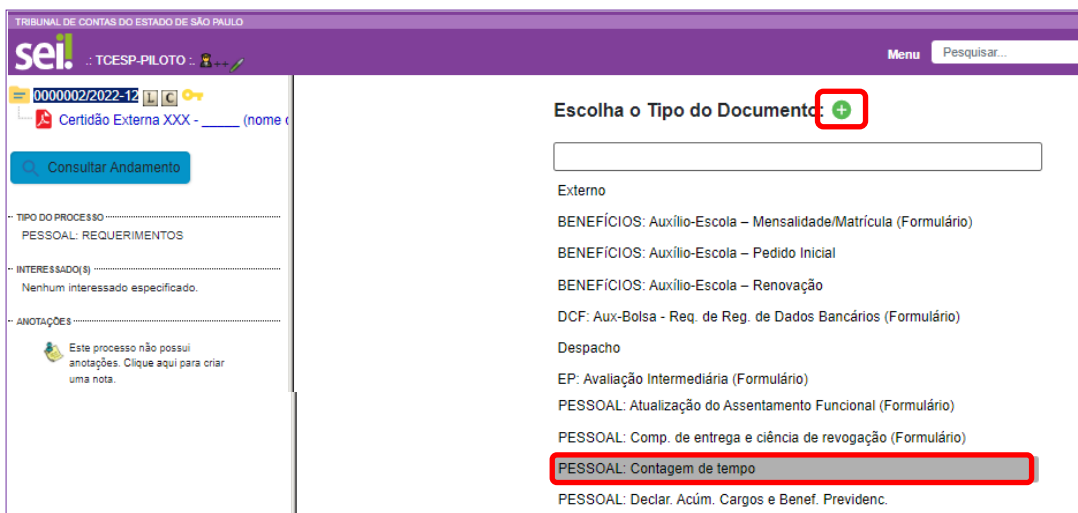 TRIBUNAL DE CONTAS DO ESTADO DE SÃO PAULO
sei! .: TCESP-PILOTO :. ++
Menu Pesquisar...
0000002/2022-12 L C
Certidão Externa XXX - _____ (nome
Consultar Andamento
TIPO DO PROCESSO
PESSOAL: REQUERIMENTOS
INTERESSADO(S)
Nenhum interessado especificado.
ANOTAÇÕES
Este processo não possui
anotações. Clique aqui para criar
uma nota.
Escolha o Tipo do Documento:
Externo
BENEFÍCIOS: Auxílio-Escola – Mensalidade/Matrícula (Formulário)
BENEFíCIOS: Auxílio-Escola – Pedido Inicial
BENEFíCIOS: Auxílio-Escola – Renovação
DCF: Aux-Bolsa - Req. de Reg. de Dados Bancários (Formulário)
Despacho
EP: Avaliação Intermediária (Formulário)
PESSOAL: Atualização do Assentamento Funcional (Formulário)
PESSOAL: Comp. de entrega e ciência de revogação (Formulário)
PESSOAL: Contagem de tempo
PESSOAL: Declar. Acúm. Cargos e Benef. Previdenc.